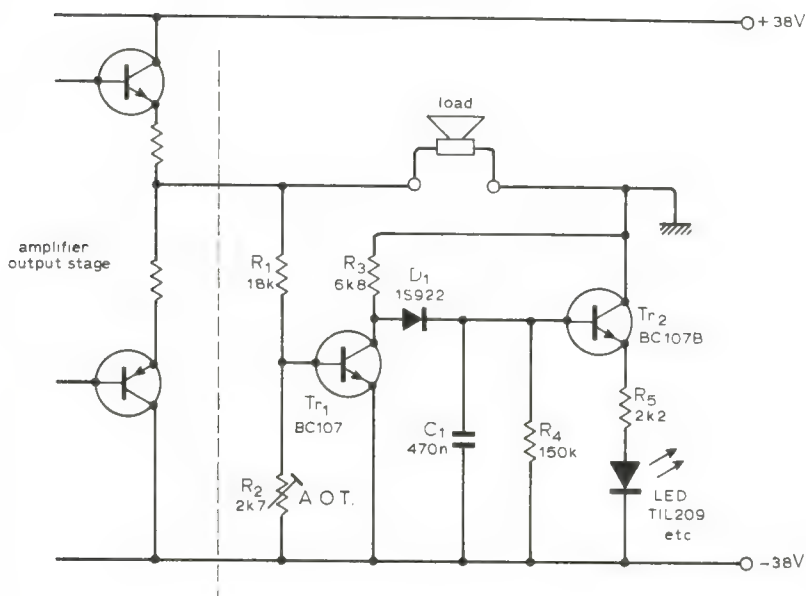 +38V
load
amplifier
output stage
R1
18k
R3
6k8
D1
1S922
Tr2
BC107B
Tr1
BC107
C1
470n
R4
150k
R5
2k2
R2
2k7
A.O.T.
LED
TIL209
etc
-38V